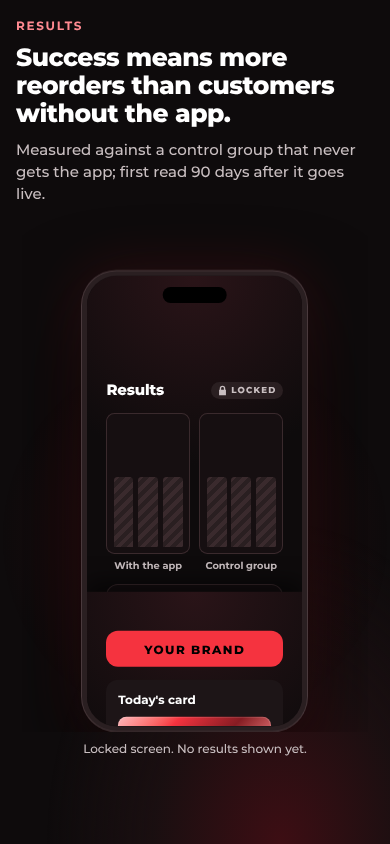 RESULTS
Success means more
reorders than customers
without the app.
Measured against a control group that never
gets the app; first read 90 days after it goes
live.
Results
LOCKED
With the app
Control group
YOUR BRAND
Today's card
Locked screen. No results shown yet.